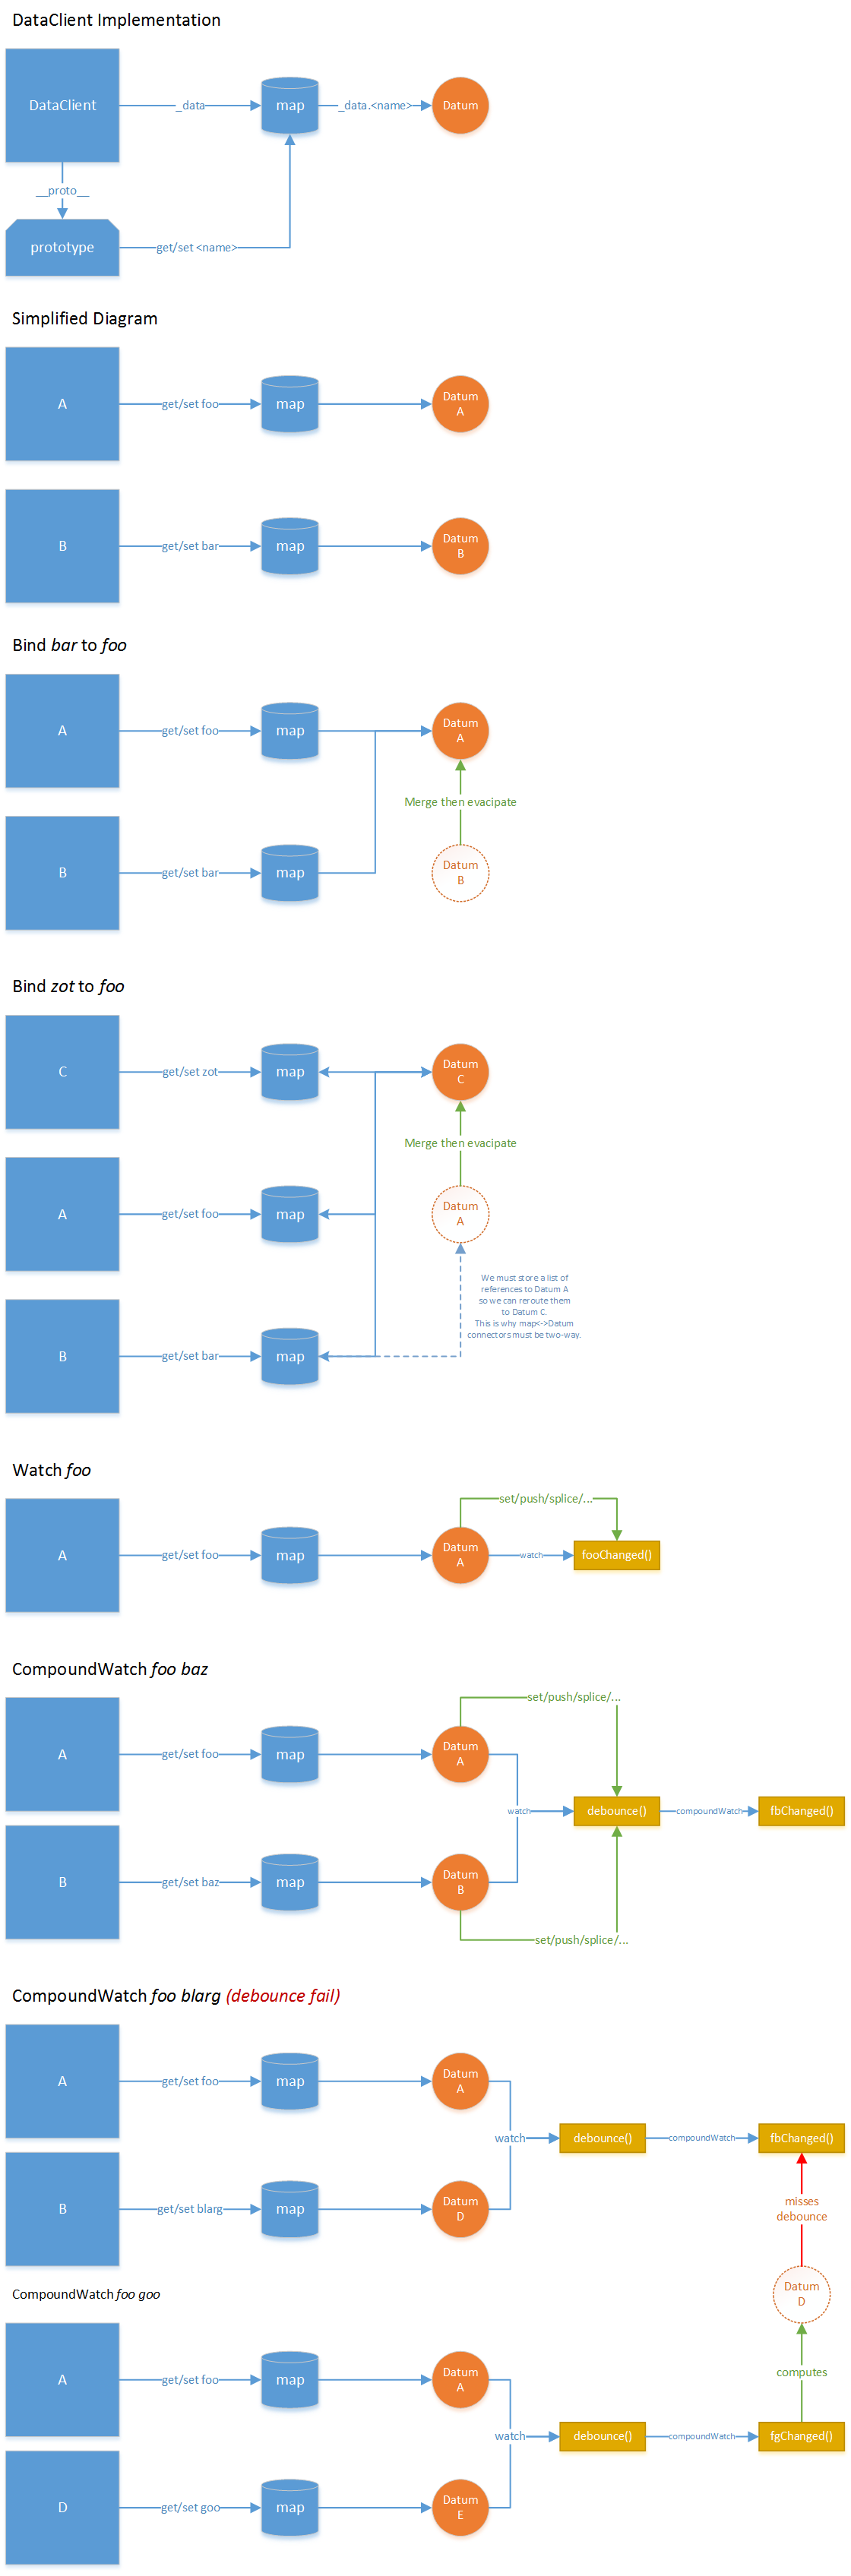 DataClient Implementation
DataClient
_data
map
_data.<name>
Datum
__proto__
prototype
get/set <name>
Simplified Diagram
A
get/set foo
map
Datum
A
B
get/set bar
map
Datum
B
Bind bar to foo
A
get/set foo
map
Datum
A
Merge then evacipate
B
get/set bar
map
Datum
B
Bind zot to foo
C
get/set zot
map
Datum
C
Merge then evacipate
A
get/set foo
map
Datum
A
We must store a list of
references to Datum A
so we can reroute them
to Datum C.
This is why map<->Datum
connectors must be two-way.
B
get/set bar
map
Watch foo
set/push/splice/...
A
get/set foo
map
Datum
A
watch
fooChanged()
CompoundWatch foo baz
set/push/splice/...
A
get/set foo
map
Datum
A
watch
debounce()
compoundWatch
fbChanged()
B
get/set baz
map
Datum
B
set/push/splice/...
CompoundWatch foo blarg (debounce fail)
A
get/set foo
map
Datum
A
watch
debounce()
compoundWatch
fbChanged()
B
get/set blarg
map
Datum
D
misses
debounce
CompoundWatch foo goo
Datum
D
A
get/set foo
map
Datum
A
computes
watch
debounce()
compoundWatch
fgChanged()
D
get/set goo
map
Datum
E